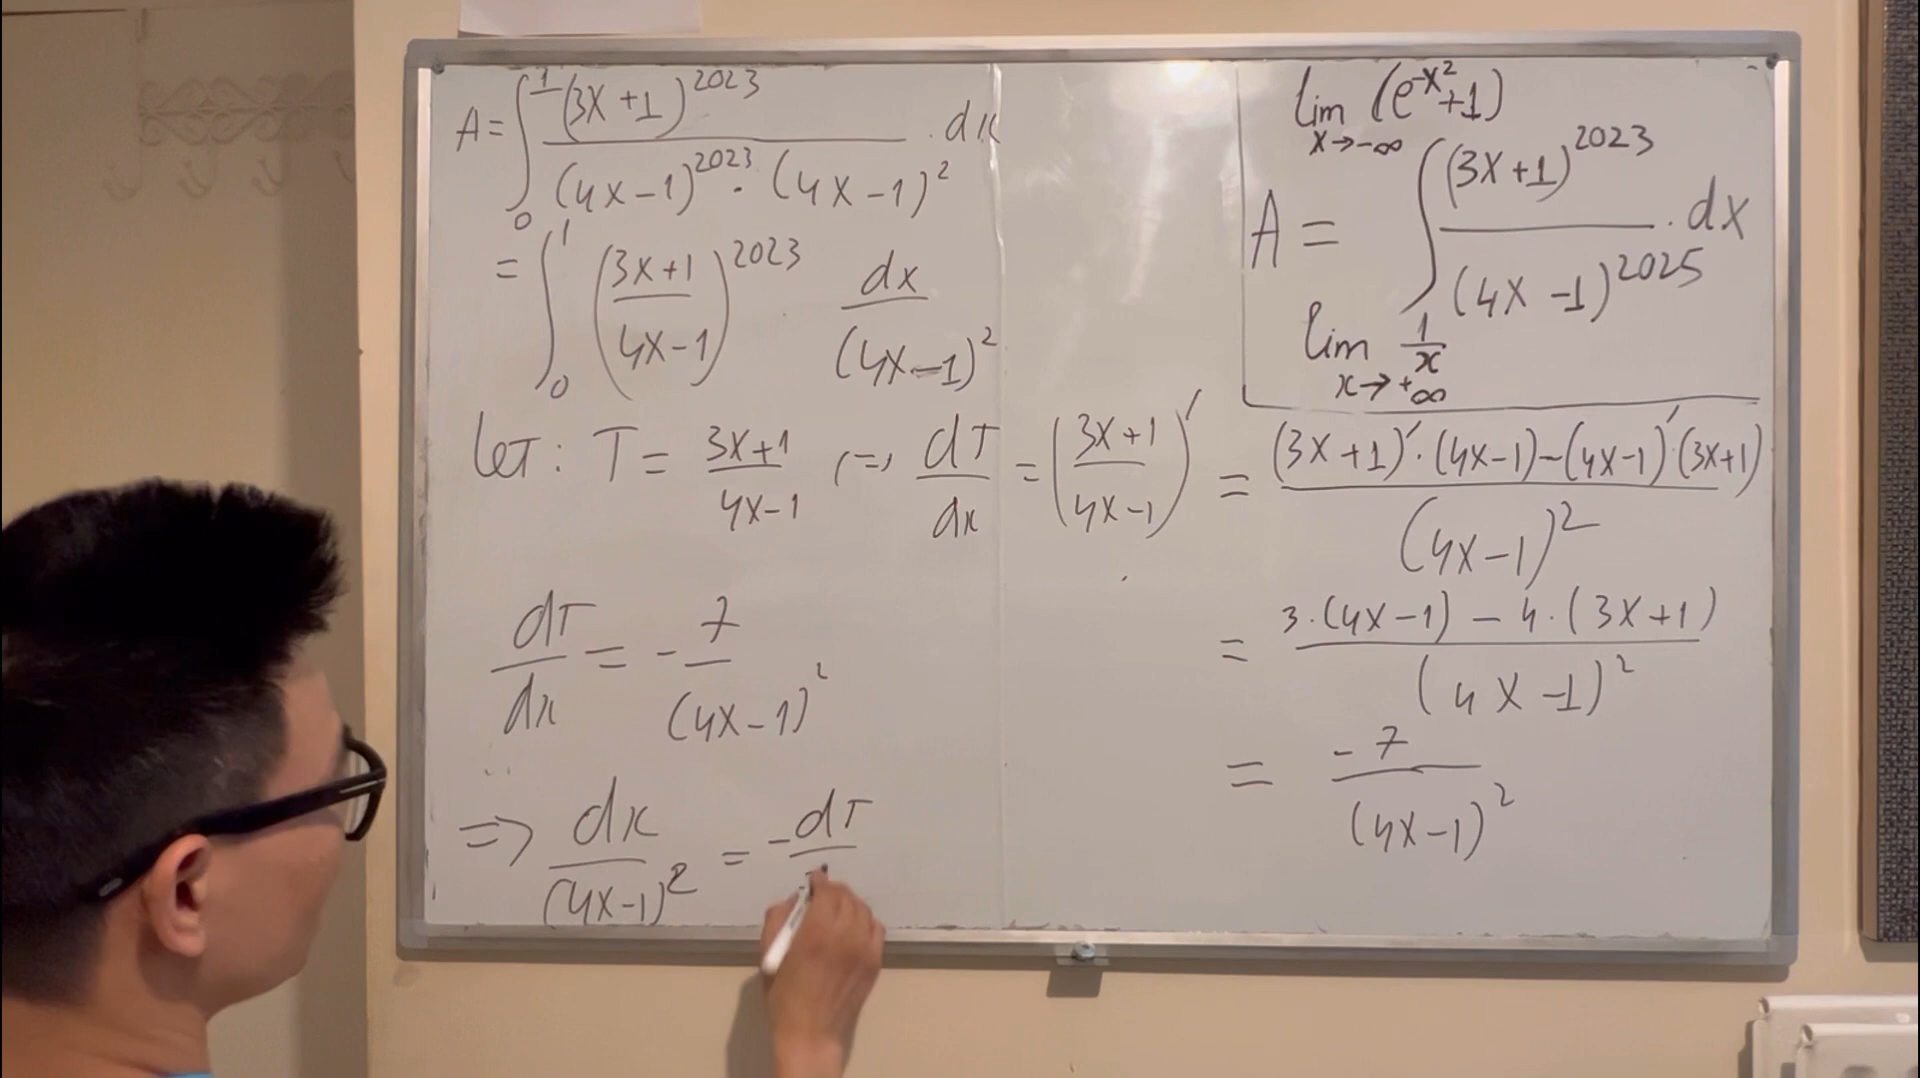 A = ∫₀¹ (3x+1)^2023 / ((4x-1)^2023 · (4x-1)^2) . dx
= ∫₀¹ ((3x+1)/(4x-1))^2023 . dx/(4x-1)^2
let : T = (3x+1)/(4x-1) (=) dT/dx = ((3x+1)/(4x-1))′ = ((3x+1)′·(4x-1)-(4x-1)′(3x+1))/(4x-1)^2
dT/dx = -7/(4x-1)^2
=> dx/(4x-1)^2 = -dT/
lim x→-∞ (e^-x^2+1)
A = ∫ (3x+1)^2023 / (4x-1)^2025 . dx
lim x→+∞ 1/x
= (3·(4x-1) - 4·(3x+1))/(4x-1)^2
= -7/(4x-1)^2